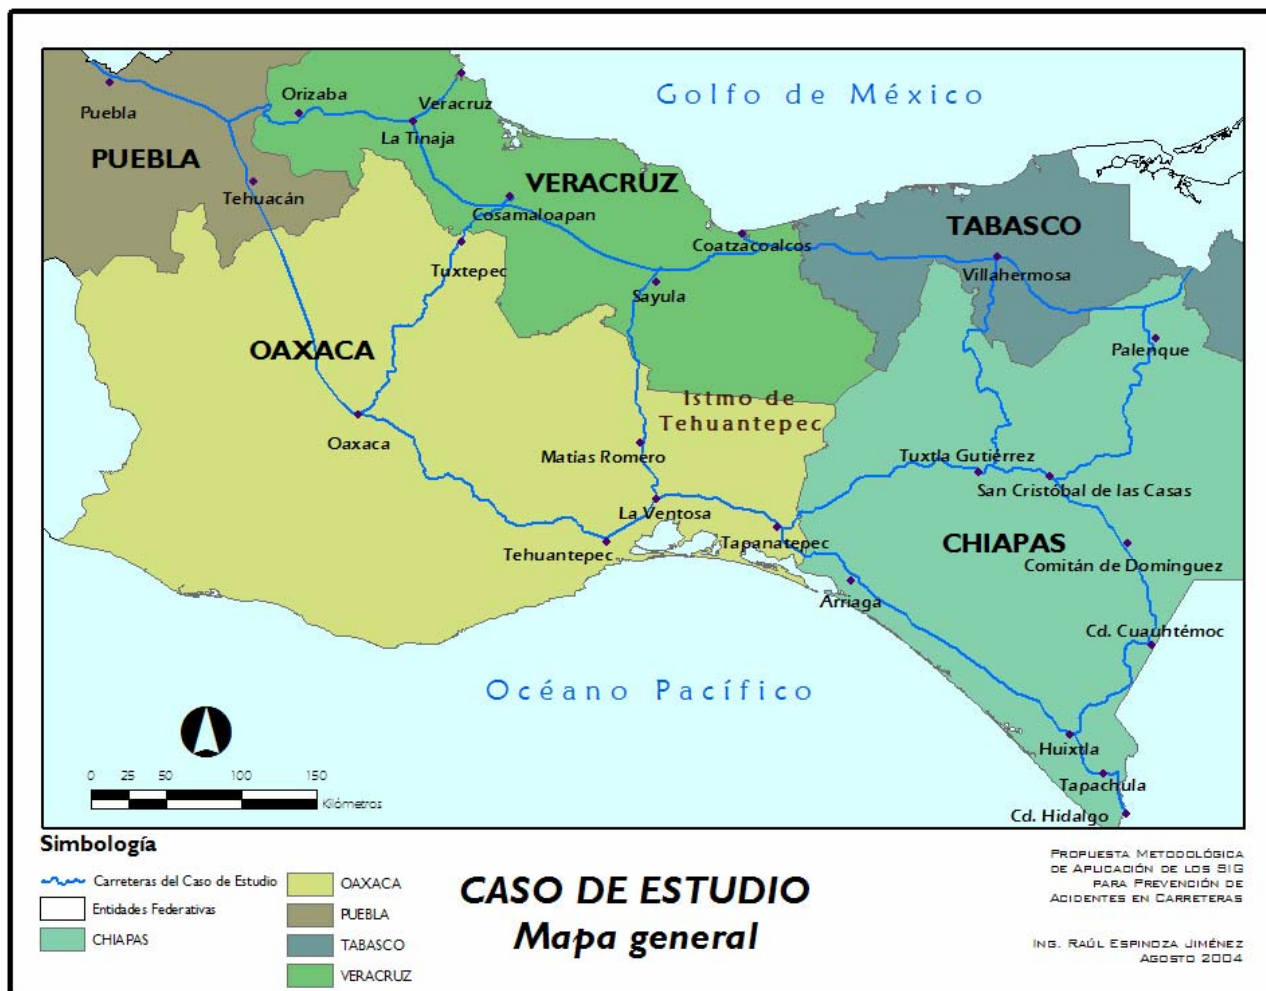 Golfo de México
Orizaba
Veracruz
Puebla
La Tinaja
PUEBLA
VERACRUZ
Tehuacán
Cosamaloapan
TABASCO
Coatzacoalcos
Tuxtepec
Villahermosa
Sayula
OAXACA
Palenque
Istmo de
Tehuantepec
Oaxaca
Matías Romero
Tuxtla Gutiérrez
San Cristóbal de las Casas
La Ventosa
Tehuantepec
Tapanatepec
CHIAPAS
Comitán de Domínguez
Arriaga
Cd. Cuauhtémoc
Océano Pacífico
Huixtla
Tapachula
Cd. Hidalgo
0 25 50 100 150
Kilómetros
Simbología
Carreteras del Caso de Estudio
Entidades Federativas
CHIAPAS
OAXACA
PUEBLA
TABASCO
VERACRUZ
CASO DE ESTUDIO
Mapa general
PROPUESTA METODOLÓGICA
DE APLICACIÓN DE LOS SIG
PARA PREVENCIÓN DE
ACIDENTES EN CARRETERAS
ING. RAÚL ESPINOZA JIMÉNEZ
AGOSTO 2004